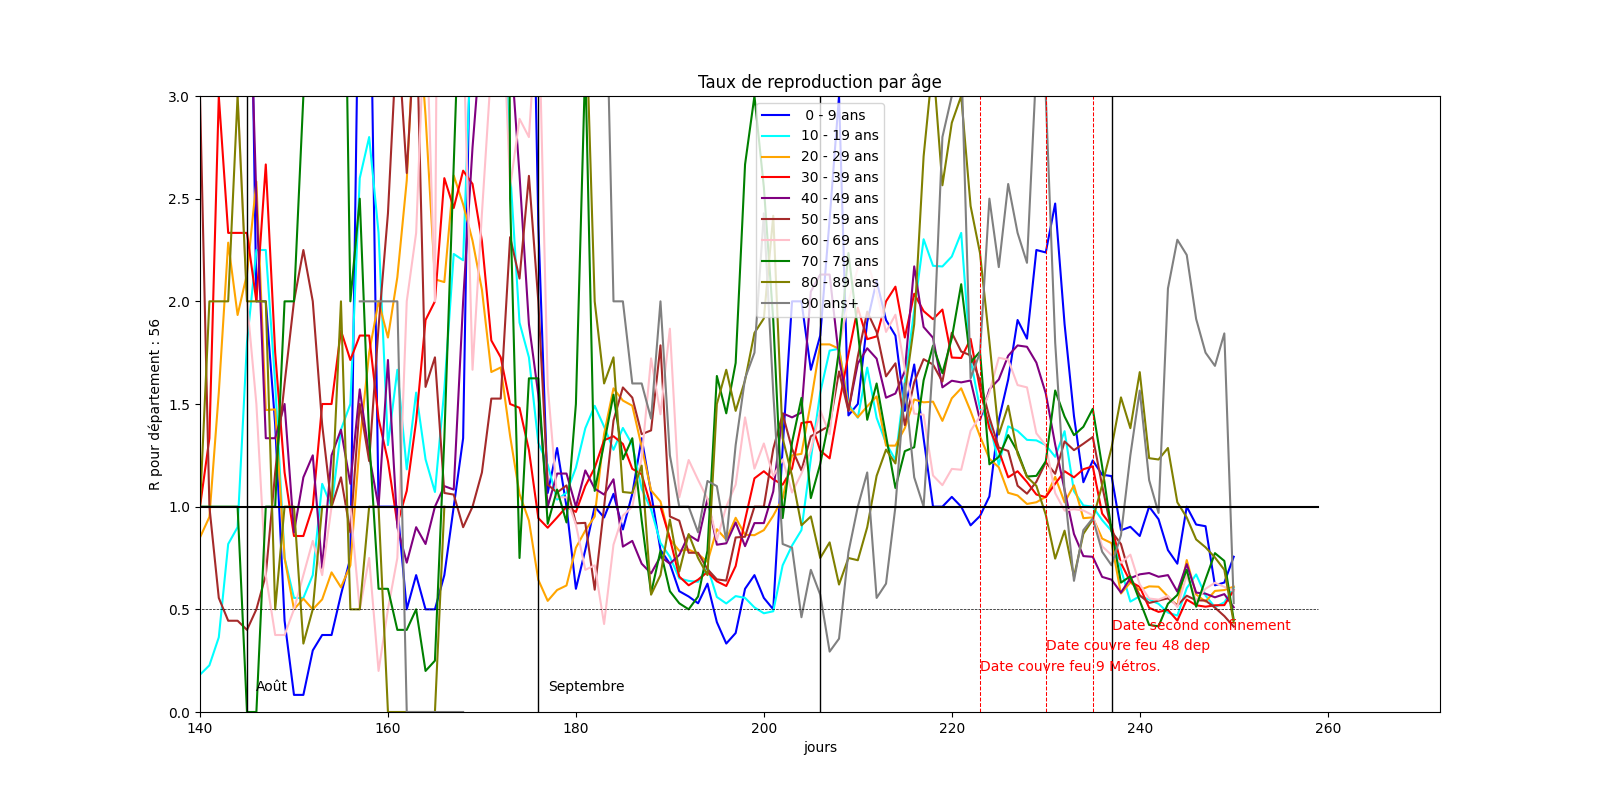 Taux de reproduction par âge
3.0
2.5
2.0
1.5
1.0
0.5
0.0
R pour département : 56
0 - 9 ans
10 - 19 ans
20 - 29 ans
30 - 39 ans
40 - 49 ans
50 - 59 ans
60 - 69 ans
70 - 79 ans
80 - 89 ans
90 ans+
Date second confinement
Date couvre feu 48 dep
Date couvre feu 9 Métros.
Août
Septembre
140
160
180
200
220
240
260
jours